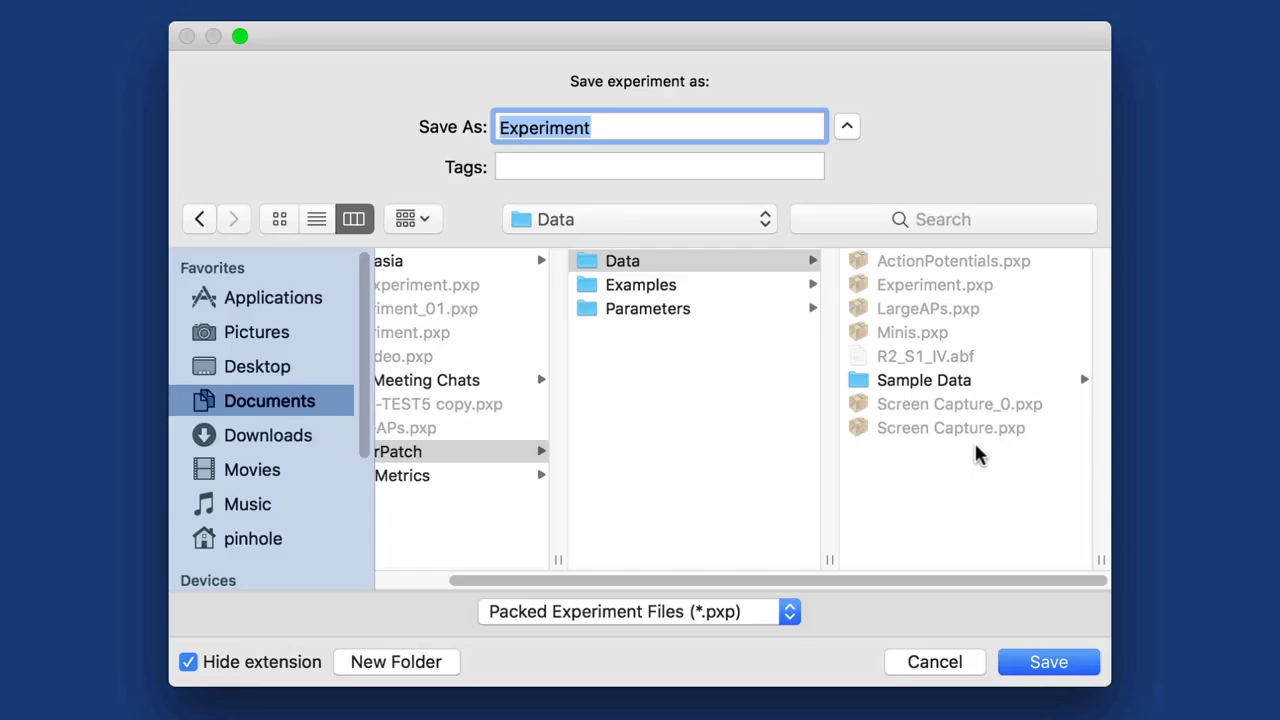 Save experiment as:
Save As: Experiment
Tags:
Data
Search
Favorites
Applications
Pictures
Desktop
Documents
Downloads
Movies
Music
pinhole
Devices
asia
xperiment.pxp
riment_01.pxp
iment.pxp
deo.pxp
Meeting Chats
-TEST5 copy.pxp
APs.pxp
rPatch
Metrics
Data
Examples
Parameters
ActionPotentials.pxp
Experiment.pxp
LargeAPs.pxp
Minis.pxp
R2_S1_IV.abf
Sample Data
Screen Capture_0.pxp
Screen Capture.pxp
Packed Experiment Files (*.pxp)
Hide extension
New Folder
Cancel
Save